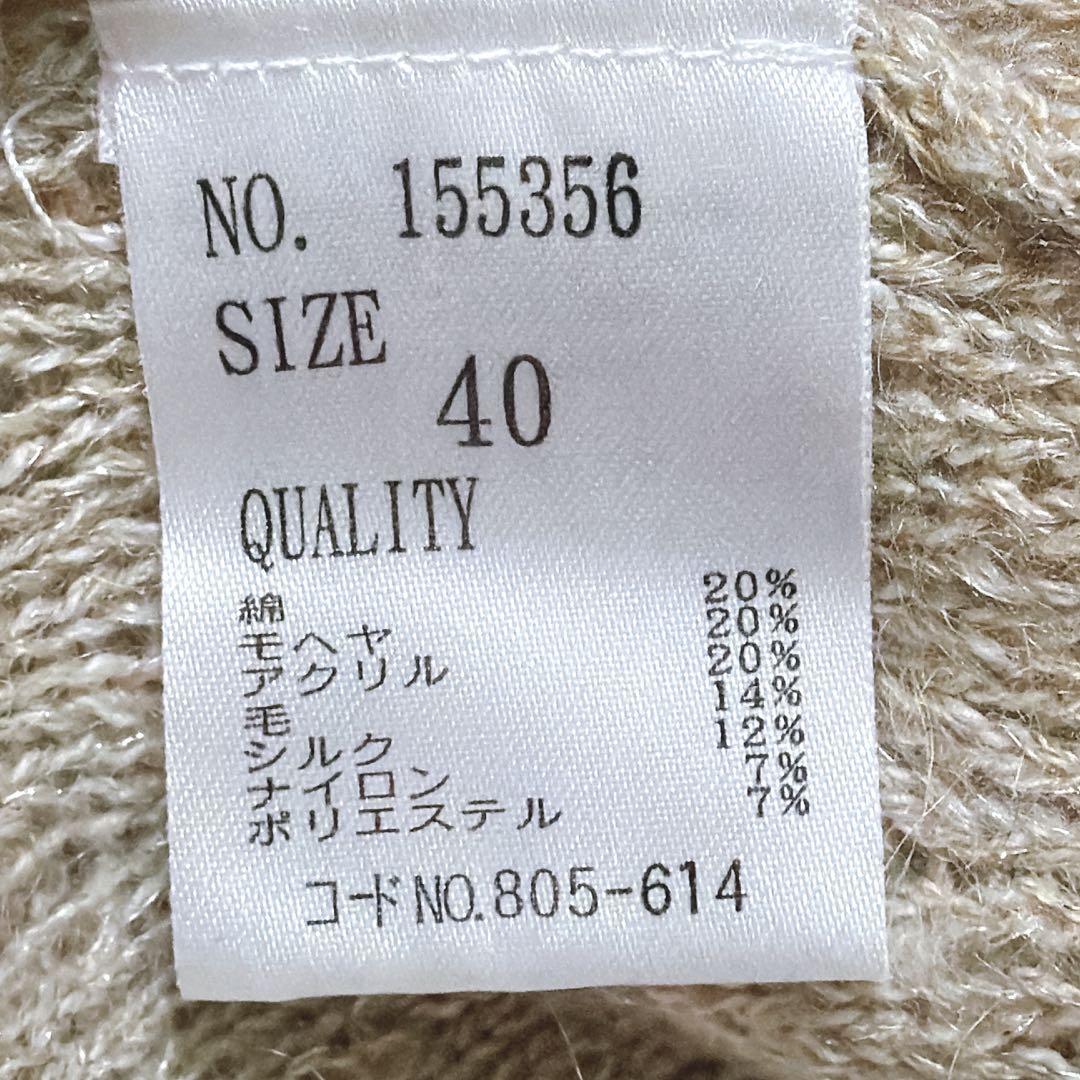 NO. 155356
SIZE
40
QUALITY
綿 20%
モヘヤ 20%
アクリル 20%
毛 14%
シルク 12%
ナイロン 7%
ポリエステル 7%
コードNO.805-614